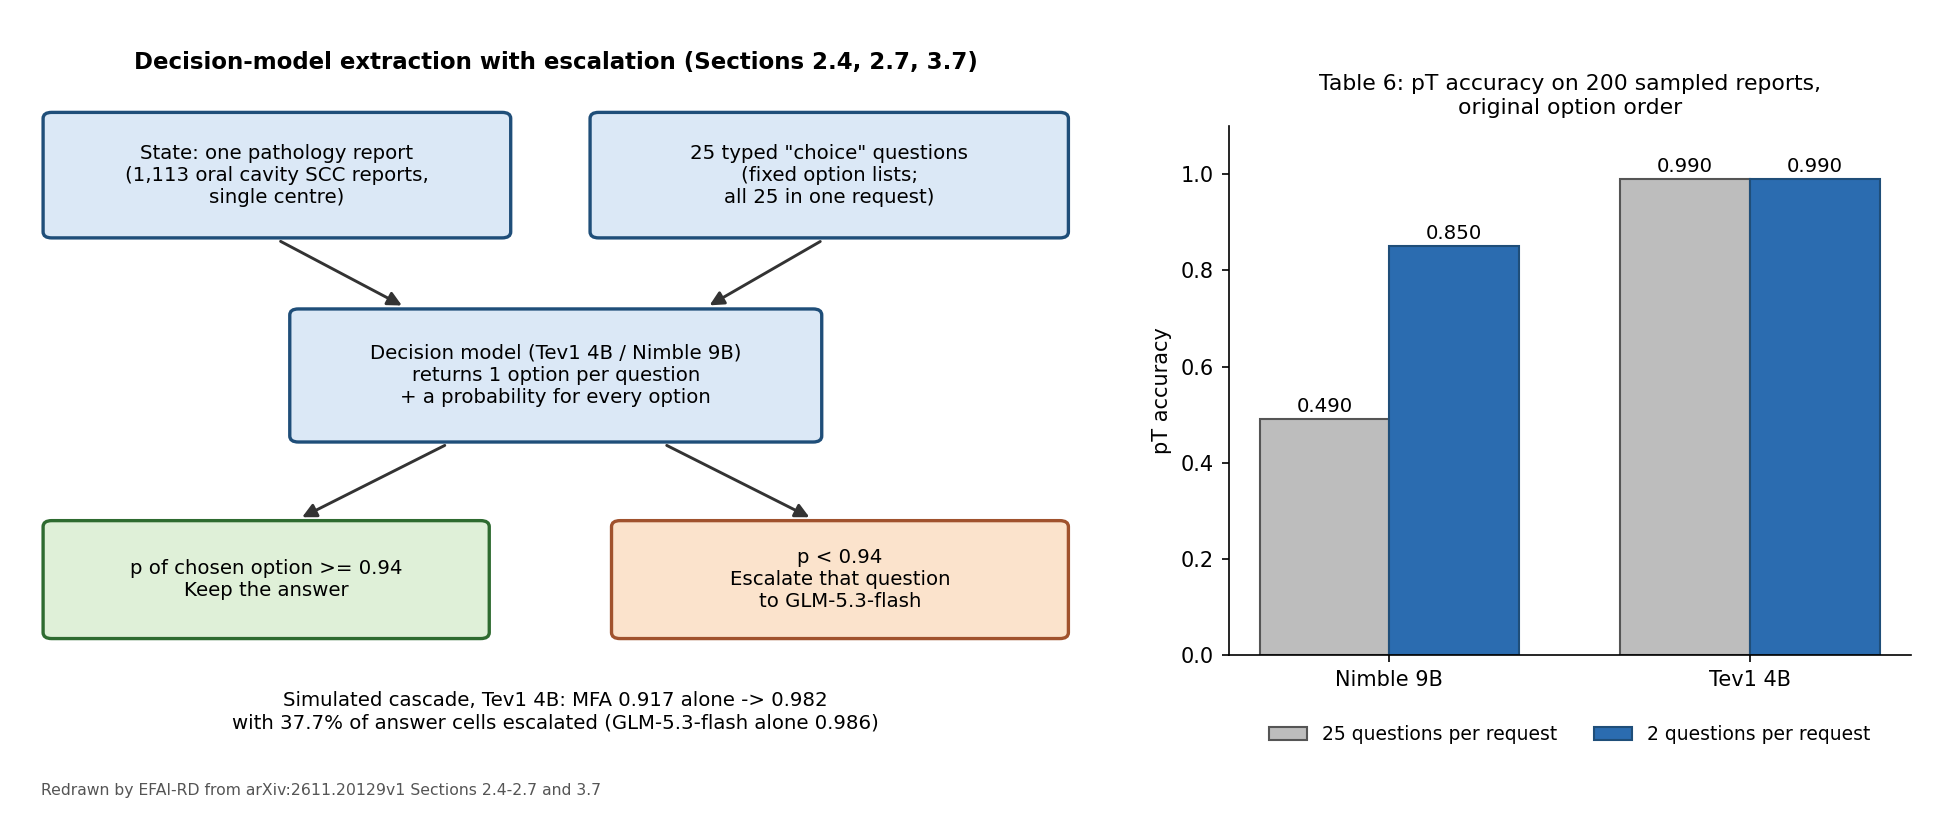 Decision-model extraction with escalation (Sections 2.4, 2.7, 3.7)
State: one pathology report
(1,113 oral cavity SCC reports,
single centre)
25 typed "choice" questions
(fixed option lists;
all 25 in one request)
Decision model (Tev1 4B / Nimble 9B)
returns 1 option per question
+ a probability for every option
p of chosen option >= 0.94
Keep the answer
p < 0.94
Escalate that question
to GLM-5.3-flash
Simulated cascade, Tev1 4B: MFA 0.917 alone -> 0.982
with 37.7% of answer cells escalated (GLM-5.3-flash alone 0.986)
Redrawn by EFAI-RD from arXiv:2611.20129v1 Sections 2.4-2.7 and 3.7
Table 6: pT accuracy on 200 sampled reports,
original option order
pT accuracy
1.0
0.8
0.6
0.4
0.2
0.0
0.490
0.850
0.990
0.990
Nimble 9B
Tev1 4B
25 questions per request
2 questions per request